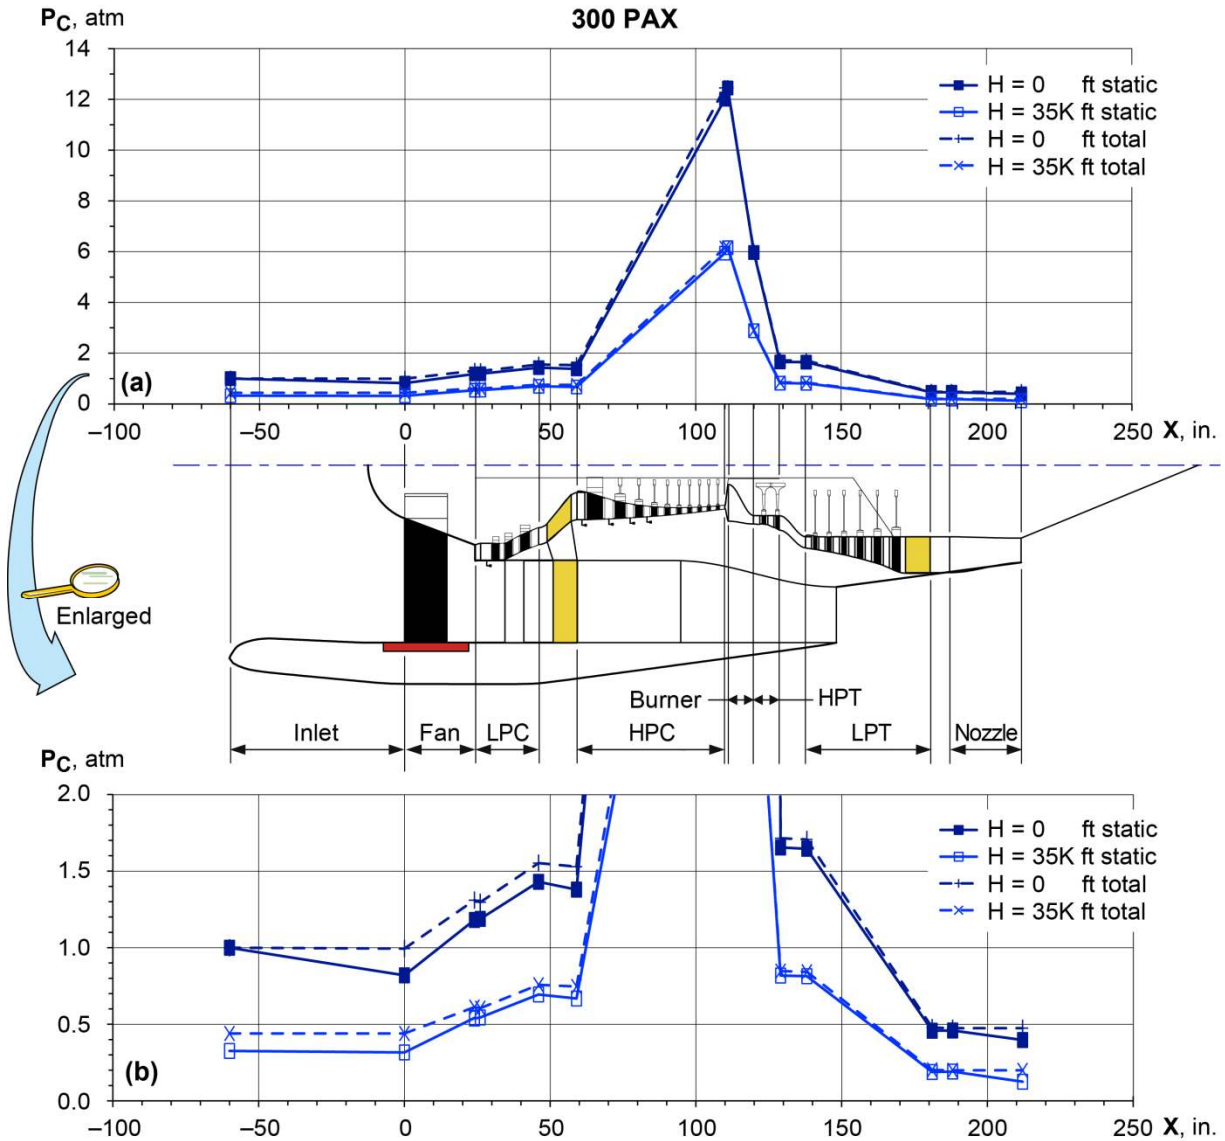 P_C, atm
300 PAX
14
12
10
8
6
4
2
0
H = 0 ft static
H = 35K ft static
H = 0 ft total
H = 35K ft total
(a)
–100 –50 0 50 100 150 200 250 X, in.
Enlarged
Burner HPT
Inlet Fan LPC HPC LPT Nozzle
P_C, atm
2.0
1.5
1.0
0.5
0.0
H = 0 ft static
H = 35K ft static
H = 0 ft total
H = 35K ft total
(b)
–100 –50 0 50 100 150 200 250 X, in.